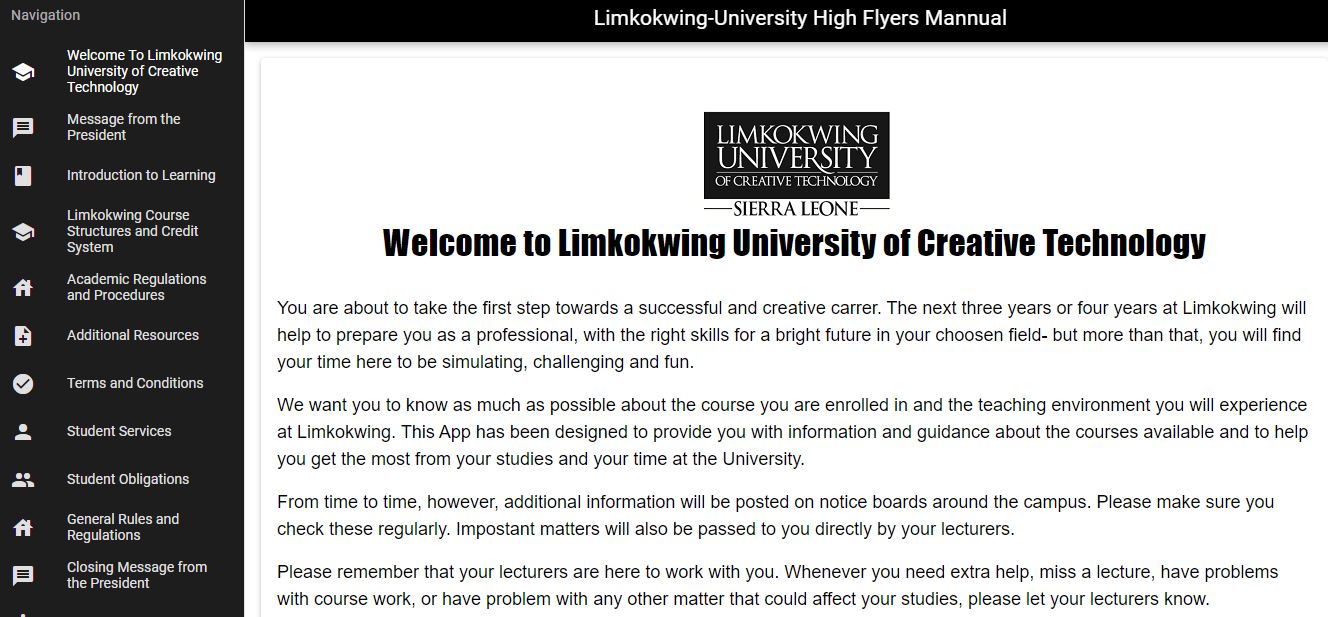 Navigation
Welcome To Limkokwing
University of Creative
Technology
Message from the
President
Introduction to Learning
Limkokwing Course
Structures and Credit
System
Academic Regulations
and Procedures
Additional Resources
Terms and Conditions
Student Services
Student Obligations
General Rules and
Regulations
Closing Message from
the President
Limkokwing-University High Flyers Mannual
LIMKOKWING
UNIVERSITY
OF CREATIVE TECHNOLOGY
SIERRA LEONE
Welcome to Limkokwing University of Creative Technology
You are about to take the first step towards a successful and creative carrer. The next three years or four years at Limkokwing will
help to prepare you as a professional, with the right skills for a bright future in your choosen field- but more than that, you will find
your time here to be simulating, challenging and fun.
We want you to know as much as possible about the course you are enrolled in and the teaching environment you will experience
at Limkokwing. This App has been designed to provide you with information and guidance about the courses available and to help
you get the most from your studies and your time at the University.
From time to time, however, additional information will be posted on notice boards around the campus. Please make sure you
check these regularly. Impostant matters will also be passed to you directly by your lecturers.
Please remember that your lecturers are here to work with you. Whenever you need extra help, miss a lecture, have problems
with course work, or have problem with any other matter that could affect your studies, please let your lecturers know.